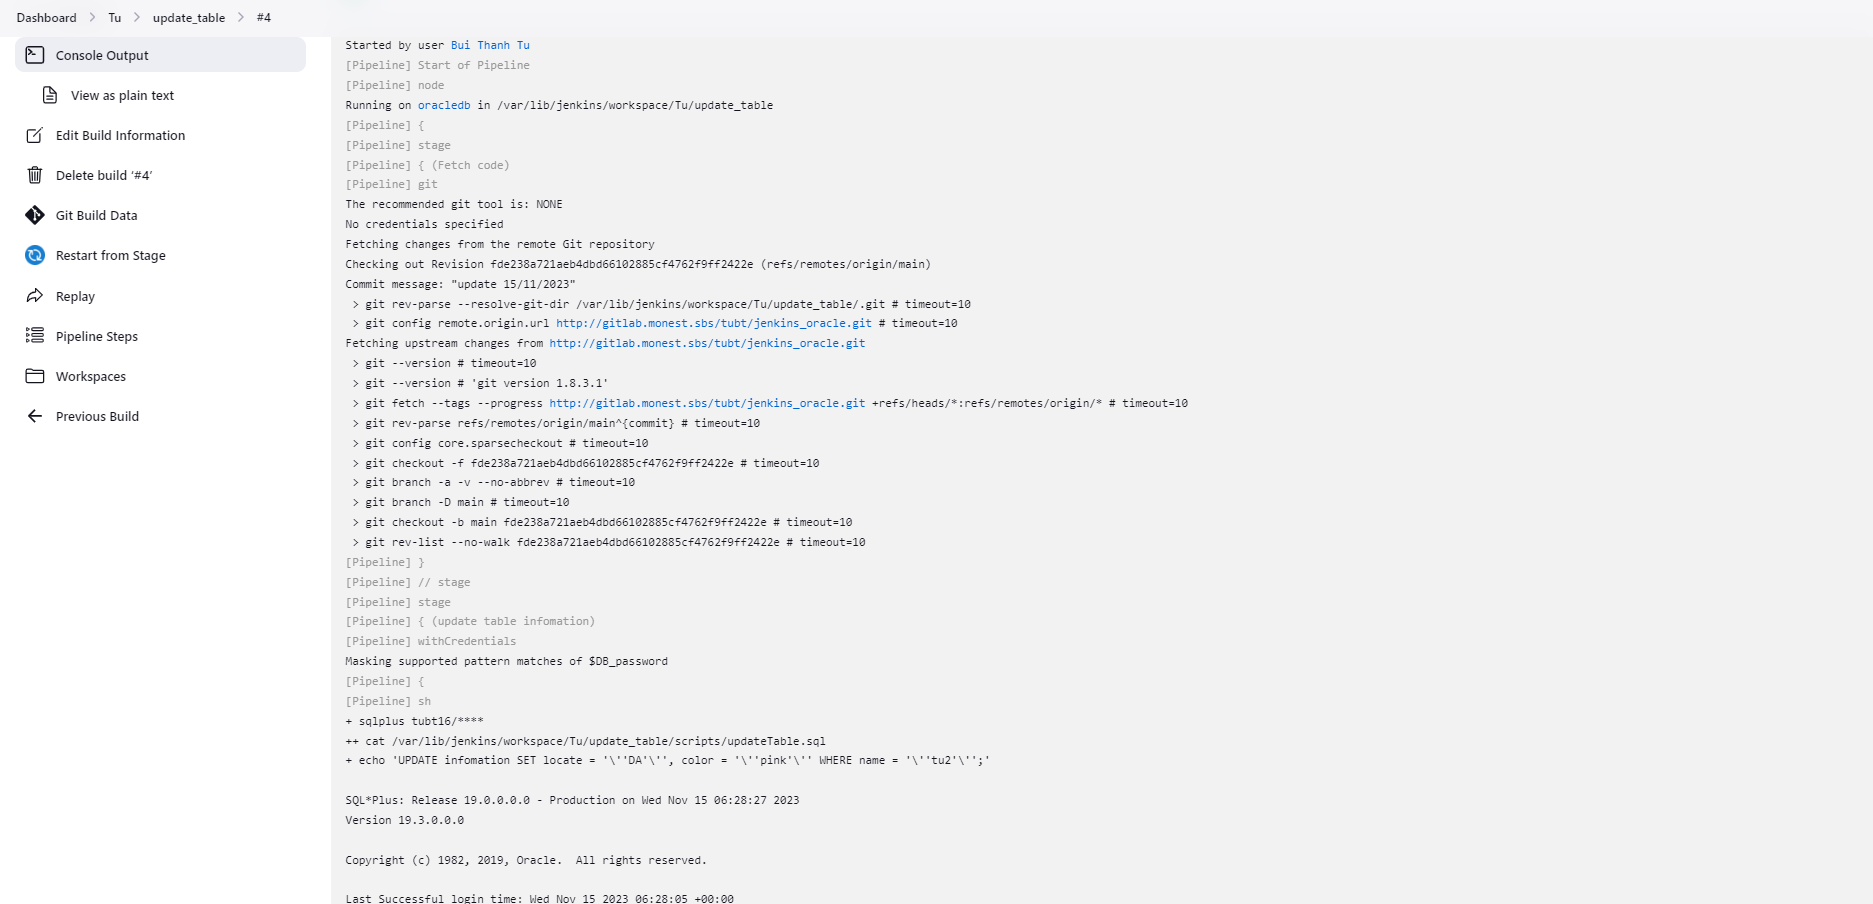 Dashboard > Tu > update_table > #4
Console Output
View as plain text
Edit Build Information
Delete build ‘#4’
Git Build Data
Restart from Stage
Replay
Pipeline Steps
Workspaces
Previous Build
Started by user Bui Thanh Tu
[Pipeline] Start of Pipeline
[Pipeline] node
Running on oracledb in /var/lib/jenkins/workspace/Tu/update_table
[Pipeline] {
[Pipeline] stage
[Pipeline] { (Fetch code)
[Pipeline] git
The recommended git tool is: NONE
No credentials specified
Fetching changes from the remote Git repository
Checking out Revision fde238a721aeb4dbd66102885cf4762f9ff2422e (refs/remotes/origin/main)
Commit message: "update 15/11/2023"
 > git rev-parse --resolve-git-dir /var/lib/jenkins/workspace/Tu/update_table/.git # timeout=10
 > git config remote.origin.url http://gitlab.monest.sbs/tubt/jenkins_oracle.git # timeout=10
Fetching upstream changes from http://gitlab.monest.sbs/tubt/jenkins_oracle.git
 > git --version # timeout=10
 > git --version # 'git version 1.8.3.1'
 > git fetch --tags --progress http://gitlab.monest.sbs/tubt/jenkins_oracle.git +refs/heads/*:refs/remotes/origin/* # timeout=10
 > git rev-parse refs/remotes/origin/main^{commit} # timeout=10
 > git config core.sparsecheckout # timeout=10
 > git checkout -f fde238a721aeb4dbd66102885cf4762f9ff2422e # timeout=10
 > git branch -a -v --no-abbrev # timeout=10
 > git branch -D main # timeout=10
 > git checkout -b main fde238a721aeb4dbd66102885cf4762f9ff2422e # timeout=10
 > git rev-list --no-walk fde238a721aeb4dbd66102885cf4762f9ff2422e # timeout=10
[Pipeline] }
[Pipeline] // stage
[Pipeline] stage
[Pipeline] { (update table infomation)
[Pipeline] withCredentials
Masking supported pattern matches of $DB_password
[Pipeline] {
[Pipeline] sh
+ sqlplus tubt16/****
++ cat /var/lib/jenkins/workspace/Tu/update_table/scripts/updateTable.sql
+ echo 'UPDATE infomation SET locate = '\''DA'\'', color = '\''pink'\'' WHERE name = '\''tu2'\'';'
SQL*Plus: Release 19.0.0.0.0 - Production on Wed Nov 15 06:28:27 2023
Version 19.3.0.0.0
Copyright (c) 1982, 2019, Oracle.  All rights reserved.
Last Successful login time: Wed Nov 15 2023 06:28:05 +00:00